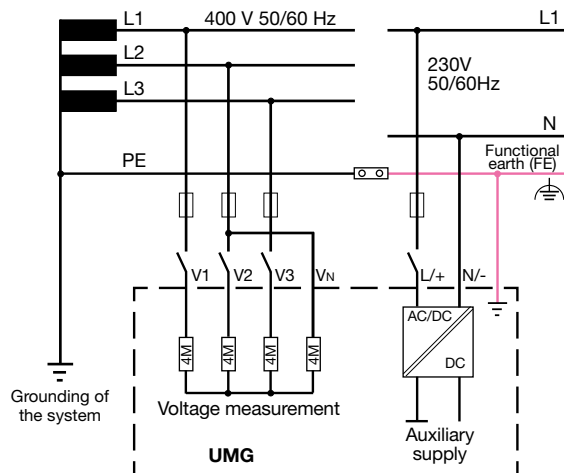 L1
400 V 50/60 Hz
L1
L2
230V
50/60Hz
L3
N
PE
Functional
earth (FE)
V1
V2
V3
VN
L/+
N/-
AC/DC
DC
4M
4M
4M
4M
Grounding of
the system
Voltage measurement
Auxiliary
supply
UMG